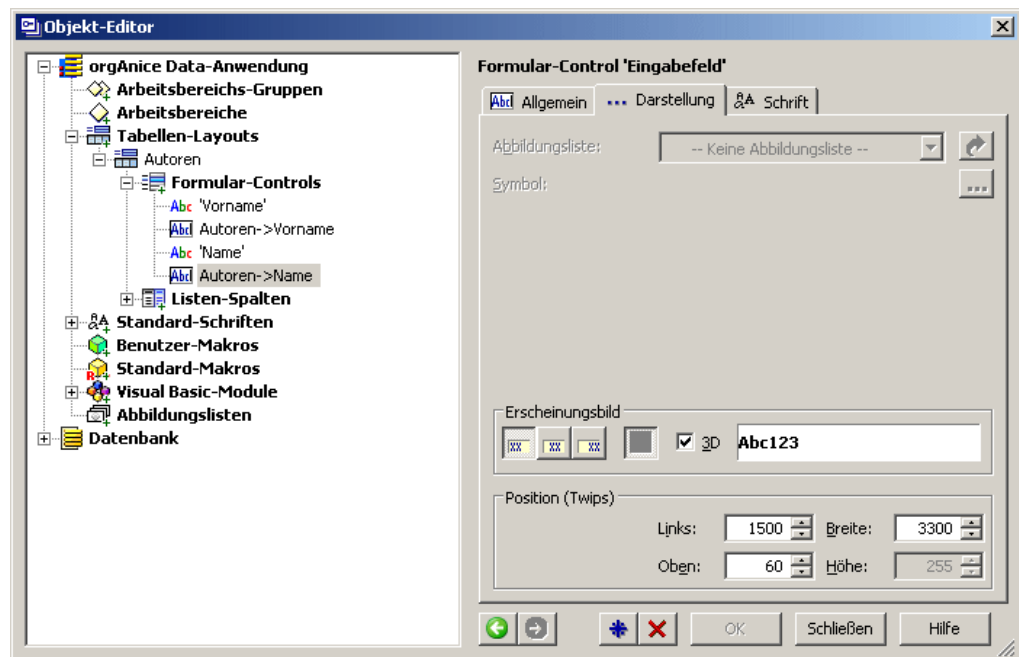 Objekt-Editor
orgAnice Data-Anwendung
Arbeitsbereichs-Gruppen
Arbeitsbereiche
Tabellen-Layouts
Autoren
Formular-Controls
Abc 'Vorname'
Abc Autoren->Vorname
Abc 'Name'
Abc Autoren->Name
Listen-Spalten
Standard-Schriften
Benutzer-Makros
Standard-Makros
Visual Basic-Module
Abbildungslisten
Datenbank
Formular-Control 'Eingabefeld'
Abc Allgemein ... Darstellung Schrift
Abbildungsliste: -- Keine Abbildungsliste --
Symbol: ...
Erscheinungsbild
xx xx xx 3D Abc123
Position (Twips)
Links: 1500 Breite: 3300
Oben: 60 Höhe: 255
OK Schließen Hilfe